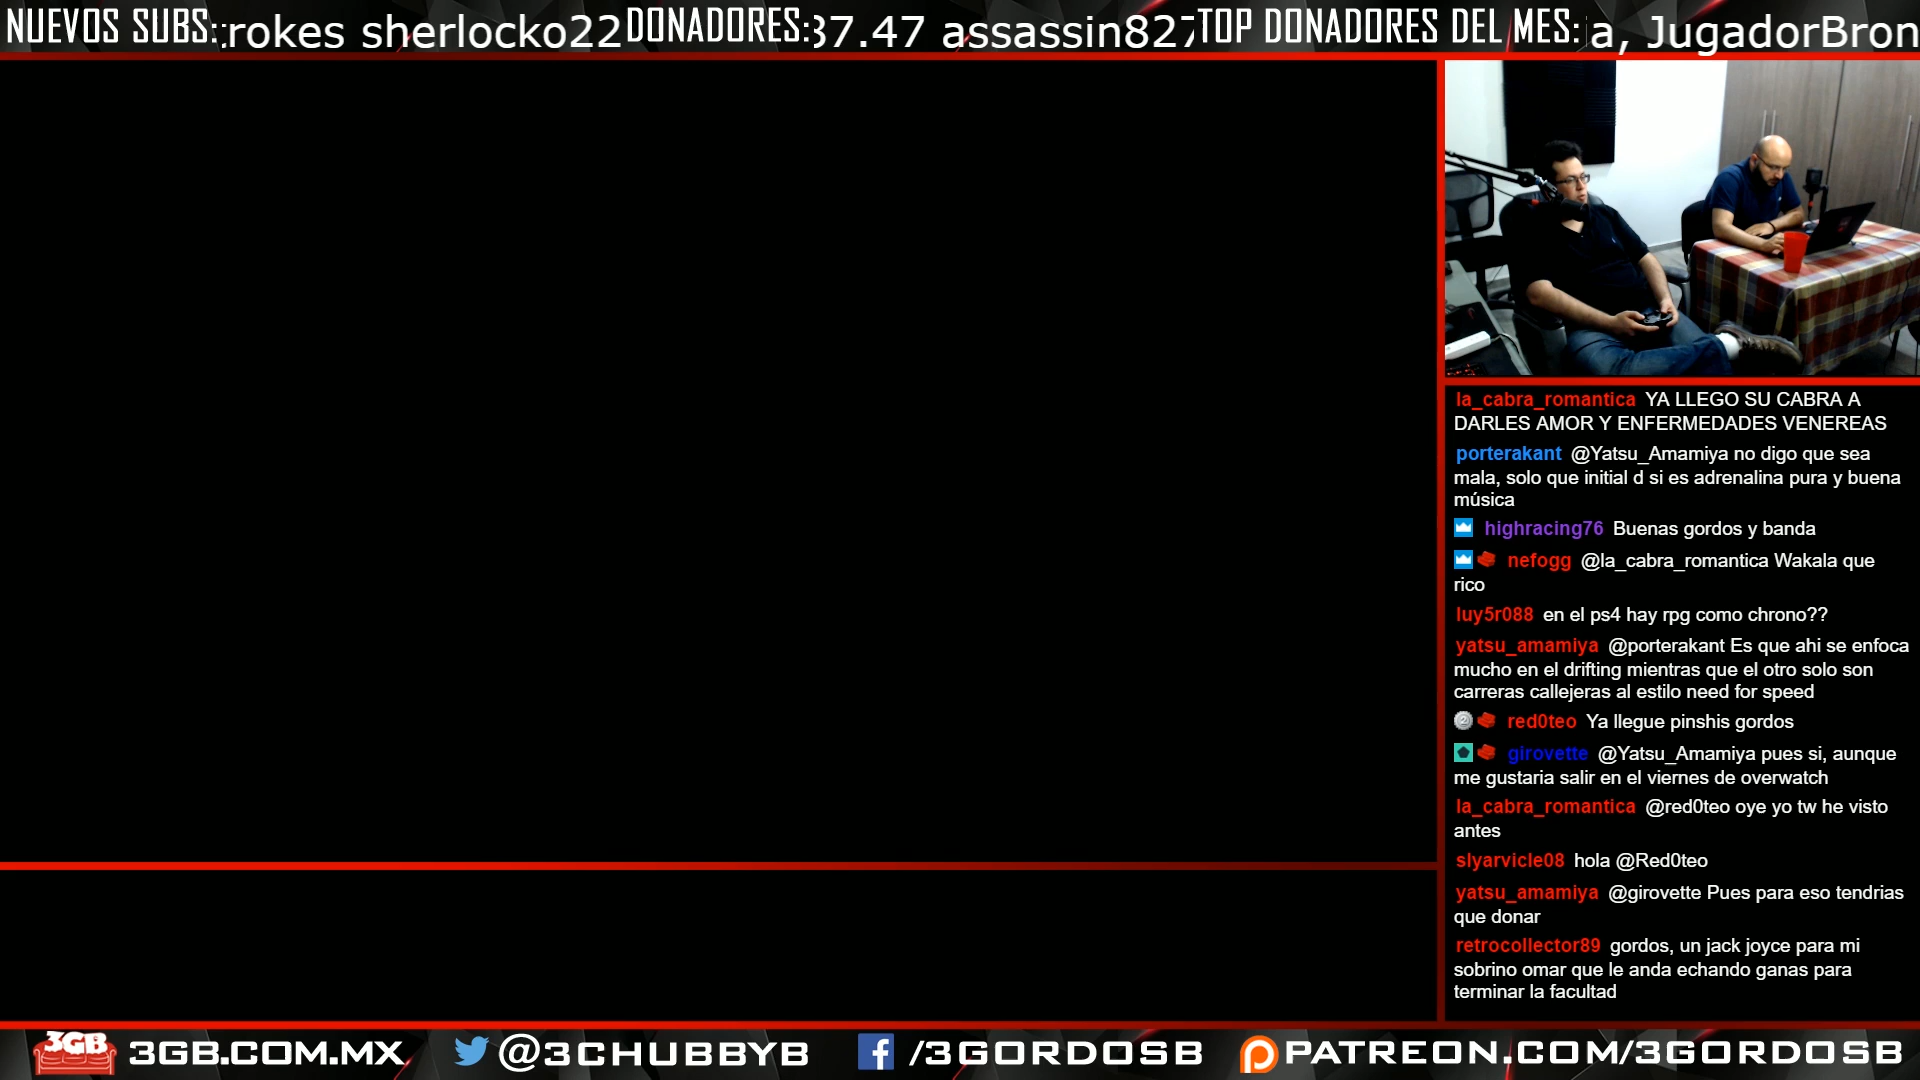 NUEVOS SUBS:
rokes sherlocko22
DONADORES:
37.47 assassin827
TOP DONADORES DEL MES:
a, JugadorBron
la_cabra_romantica YA LLEGO SU CABRA A
DARLES AMOR Y ENFERMEDADES VENEREAS
porterakant @Yatsu_Amamiya no digo que sea
mala, solo que initial d si es adrenalina pura y buena
música
highracing76 Buenas gordos y banda
nefogg @la_cabra_romantica Wakala que
rico
luy5r088 en el ps4 hay rpg como chrono??
yatsu_amamiya @porterakant Es que ahi se enfoca
mucho en el drifting mientras que el otro solo son
carreras callejeras al estilo need for speed
2 red0teo Ya llegue pinshis gordos
girovette @Yatsu_Amamiya pues si, aunque
me gustaria salir en el viernes de overwatch
la_cabra_romantica @red0teo oye yo tw he visto
antes
slyarvicle08 hola @Red0teo
yatsu_amamiya @girovette Pues para eso tendrias
que donar
retrocollector89 gordos, un jack joyce para mi
sobrino omar que le anda echando ganas para
terminar la facultad
3GB 3GB.COM.MX @3CHUBBYB /3GORDOSB PATREON.COM/3GORDOSB